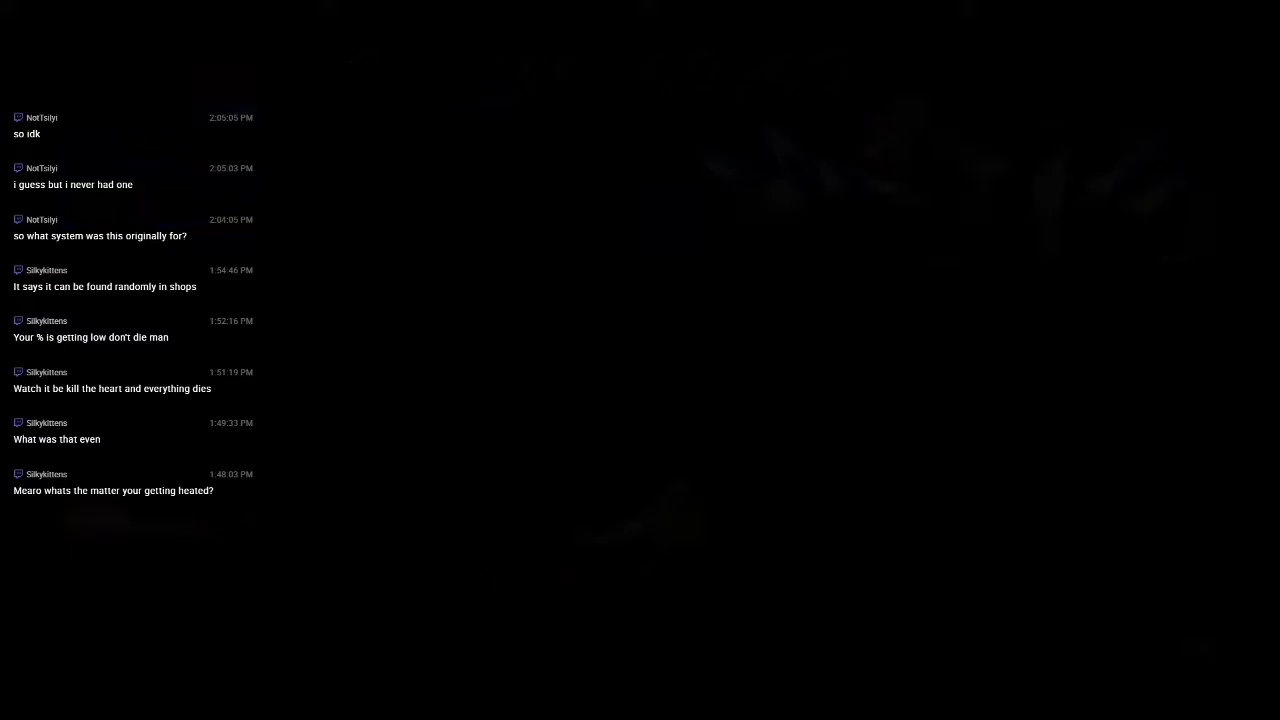 NotTsilyi 2:05:05 PM
so idk
NotTsilyi 2:05:03 PM
i guess but i never had one
NotTsilyi 2:04:05 PM
so what system was this originally for?
Silkykittens 1:54:46 PM
It says it can be found randomly in shops
Silkykittens 1:52:16 PM
Your % is getting low don't die man
Silkykittens 1:51:19 PM
Watch it be kill the heart and everything dies
Silkykittens 1:49:33 PM
What was that even
Silkykittens 1:48:03 PM
Mearo whats the matter your getting heated?